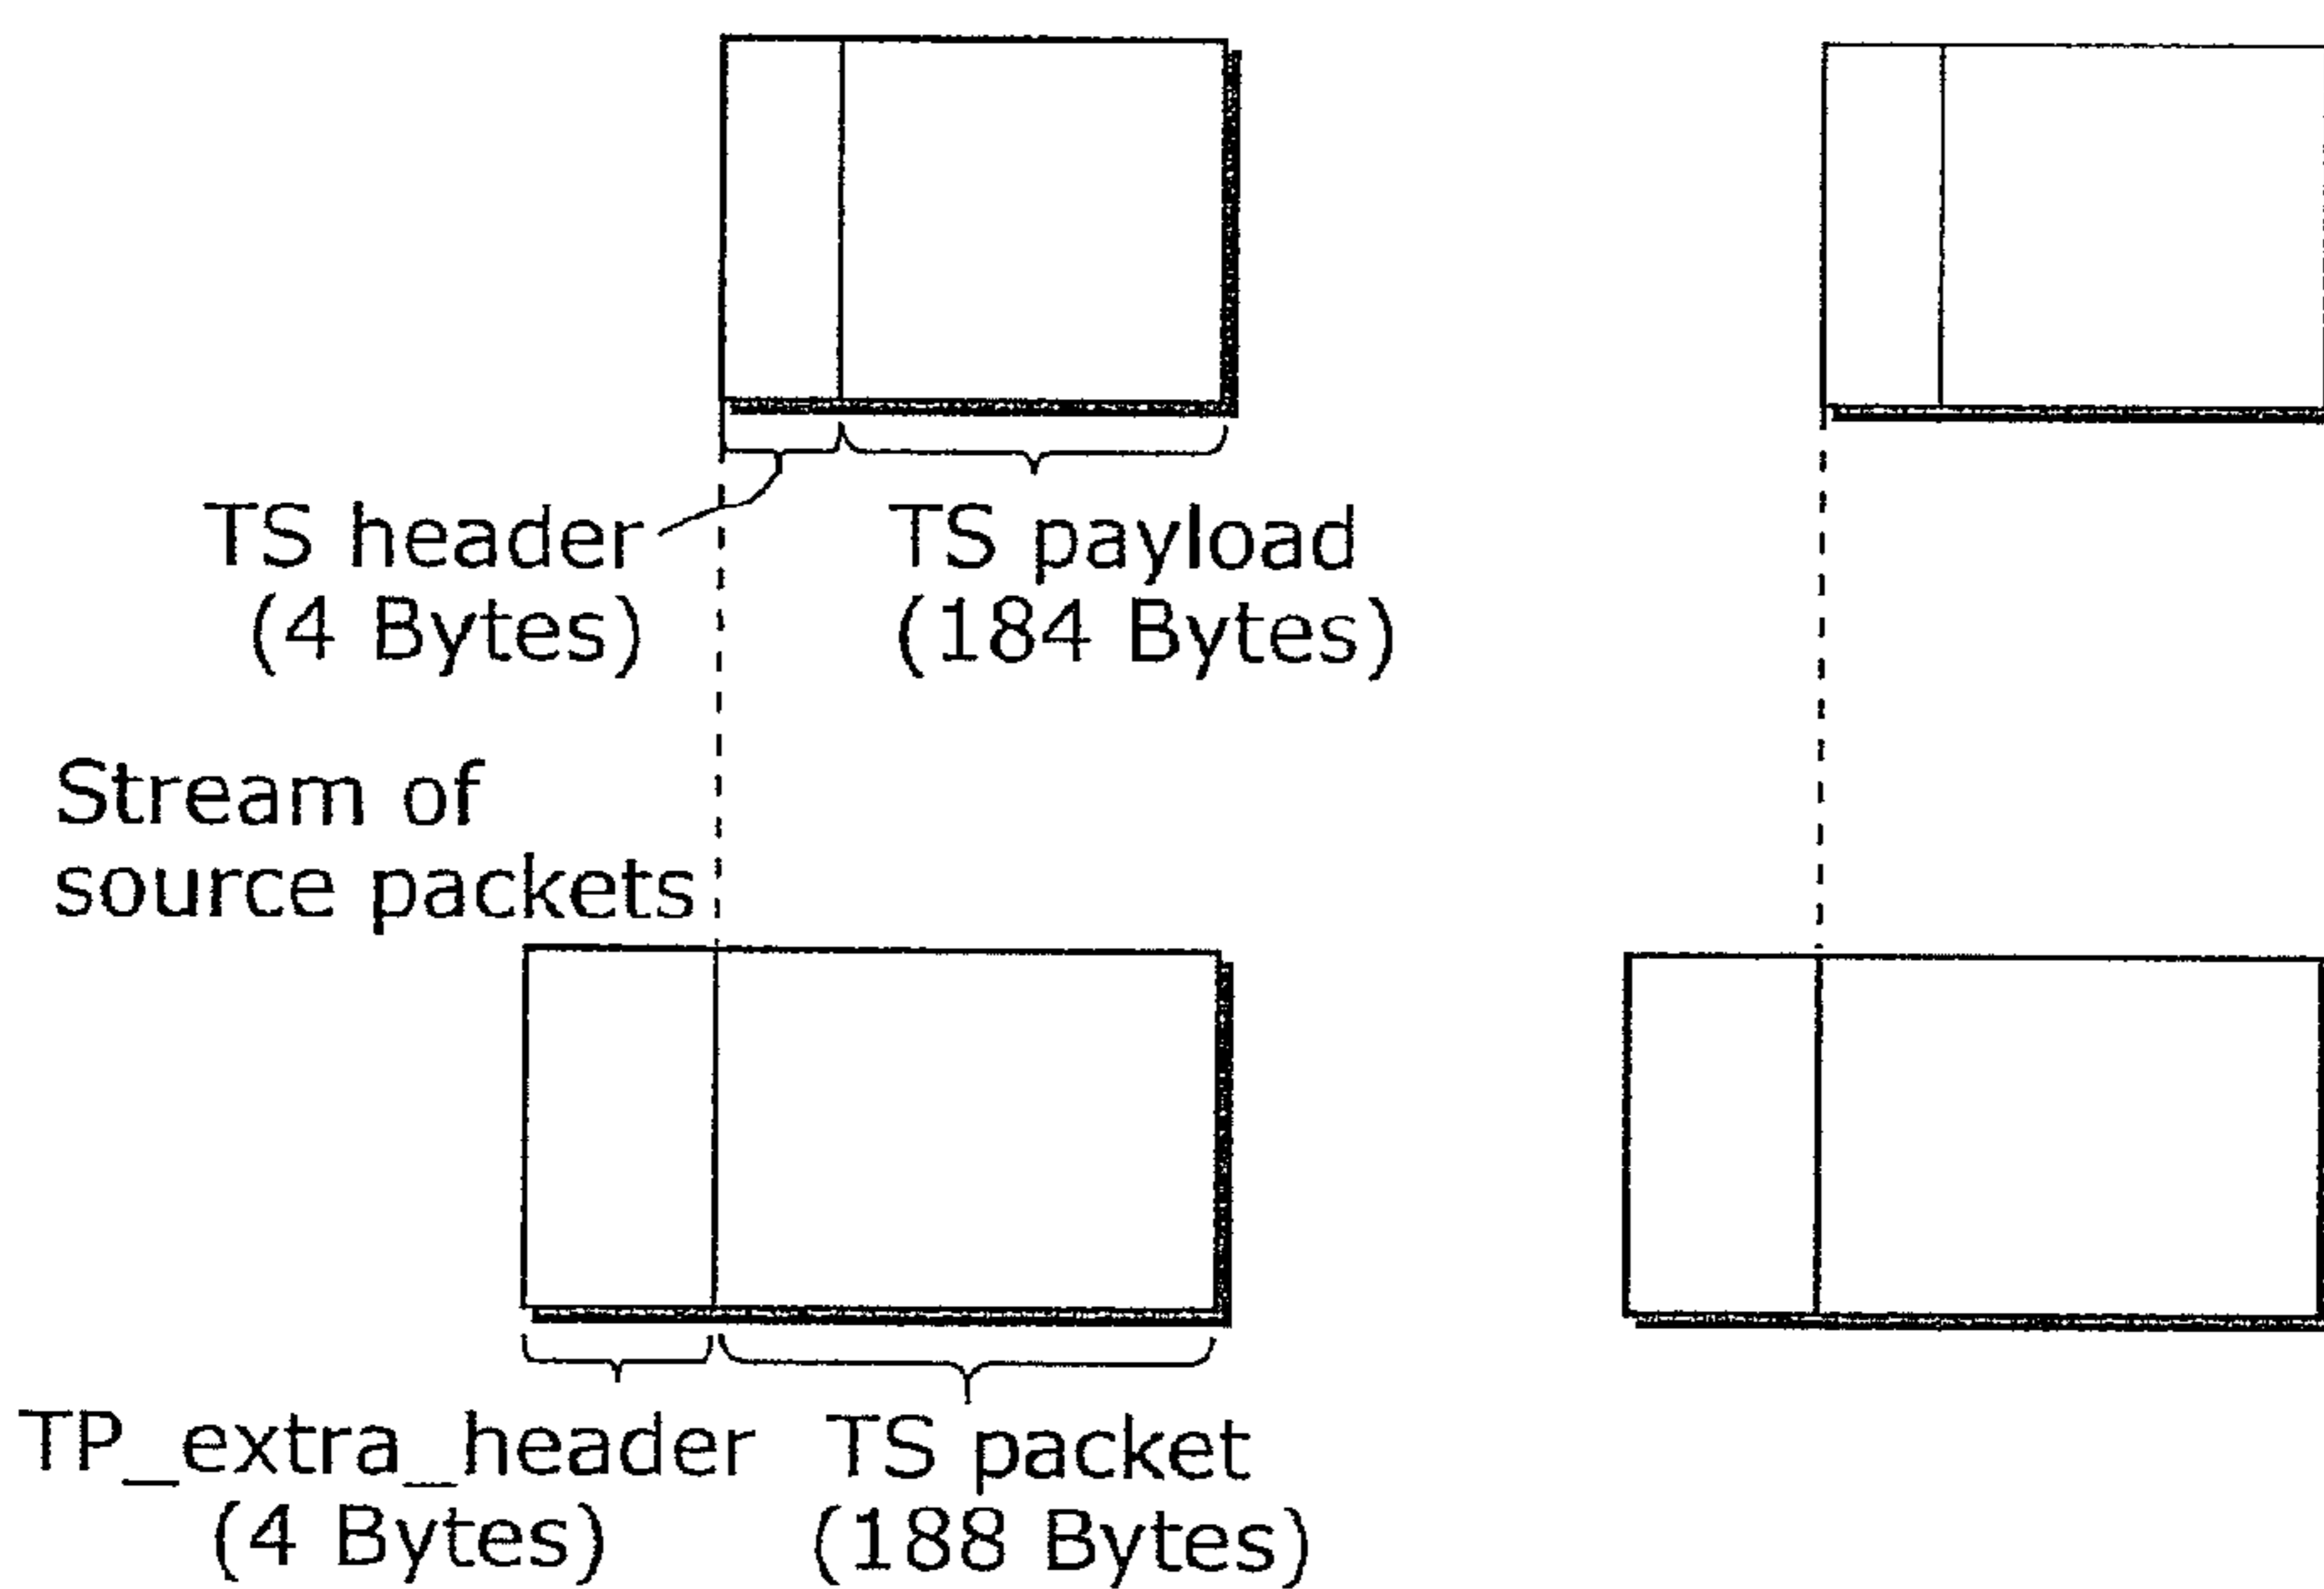 TS header
(4 Bytes)
TS payload
(184 Bytes)
Stream of
source packets
TP_extra_header
(4 Bytes)
TS packet
(188 Bytes)